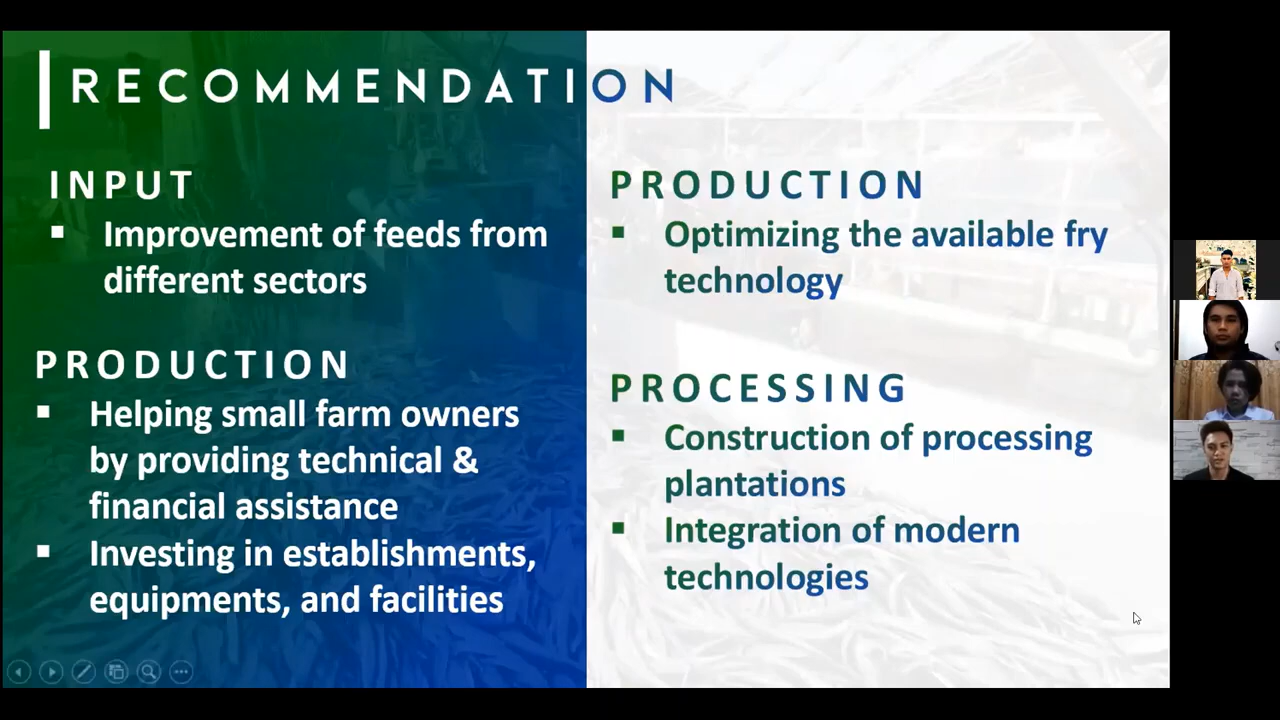 RECOMMENDATION
INPUT
▪ Improvement of feeds from
different sectors
PRODUCTION
▪ Helping small farm owners
by providing technical &
financial assistance
▪ Investing in establishments,
equipments, and facilities
PRODUCTION
▪ Optimizing the available fry
technology
PROCESSING
▪ Construction of processing
plantations
▪ Integration of modern
technologies